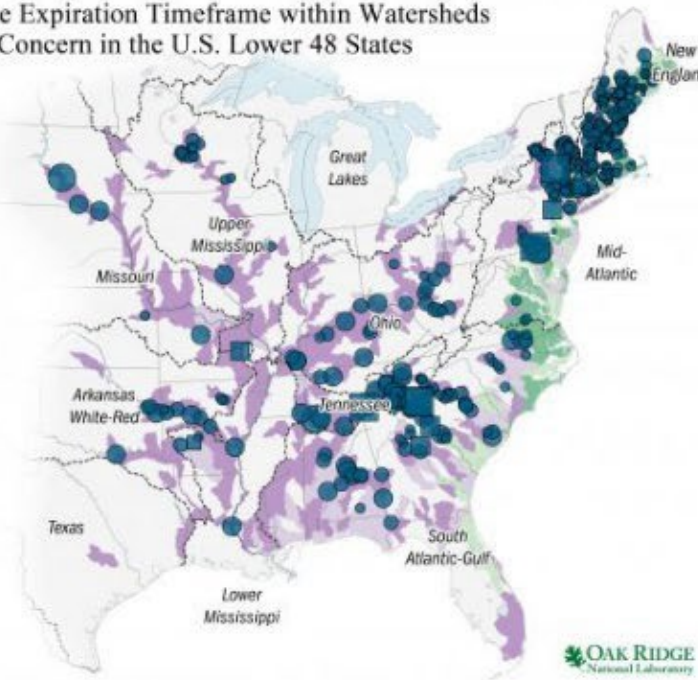 e Expiration Timeframe within Watersheds
Concern in the U.S. Lower 48 States
New
England
Great
Lakes
Upper
Mississippi
Mid-
Atlantic
Missouri
Ohio
Arkansas
White-Red
Tennessee
Texas
South
Atlantic-Gulf
Lower
Mississippi
OAK RIDGE
National Laboratory